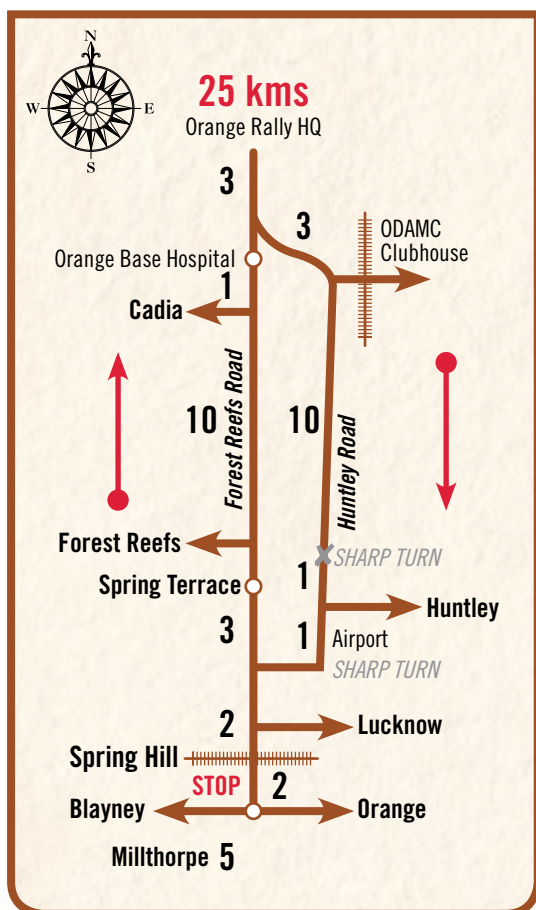 N
W
E
S
25 kms
Orange Rally HQ
3
3
ODAMC
Clubhouse
Orange Base Hospital
1
Cadia
10
Forest Reefs Road
10
Huntley Road
Forest Reefs
SHARP TURN
Spring Terrace
1
Huntley
3
1
Airport
SHARP TURN
2
Lucknow
Spring Hill
STOP
2
Blayney
Orange
Millthorpe 5